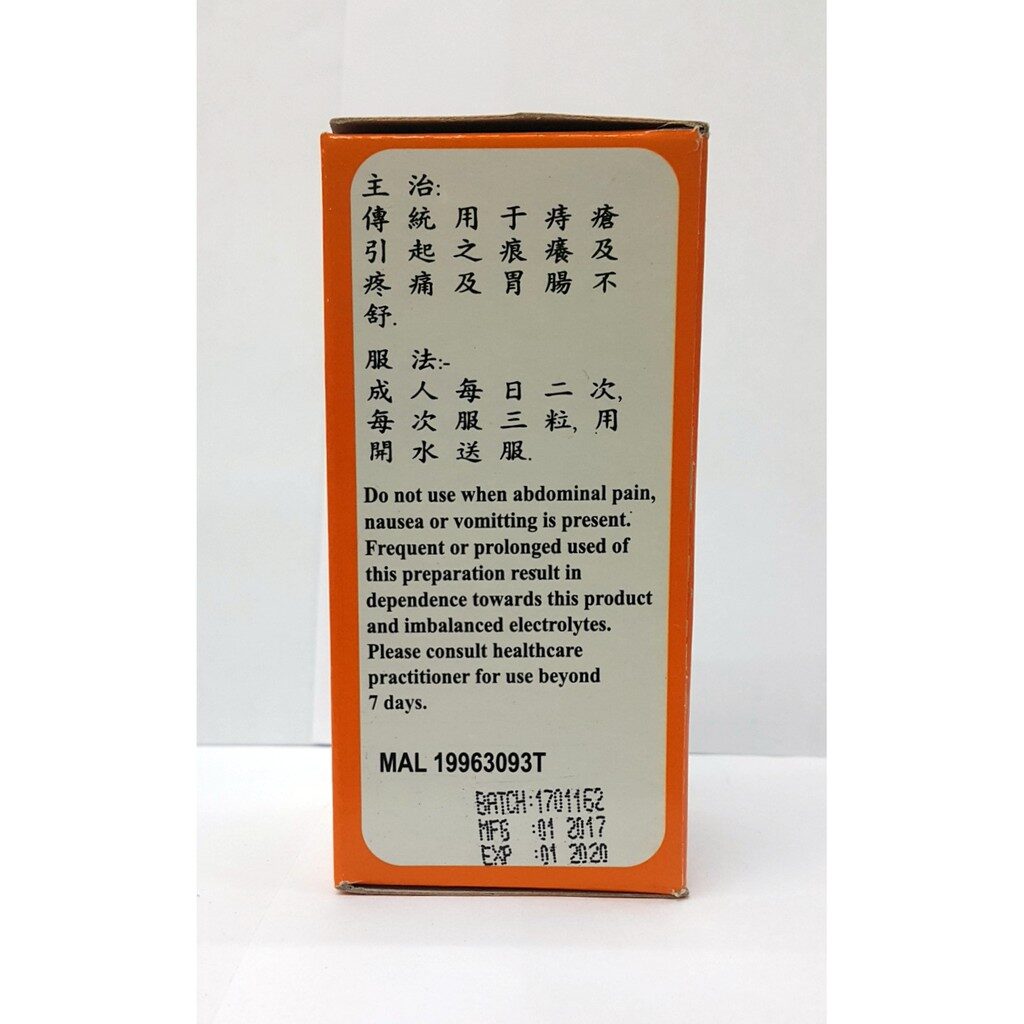 主治:
傳統用于痔瘡
引起之痕癢及
疼痛及胃腸不
舒.
服法:-
成人每日二次,
每次服三粒, 用
開水送服.
Do not use when abdominal pain,
nausea or vomitting is present.
Frequent or prolonged used of
this preparation result in
dependence towards this product
and imbalanced electrolytes.
Please consult healthcare
practitioner for use beyond
7 days.
MAL 19963093T
BATCH:1701162
MFG :01 2017
EXP :01 2020